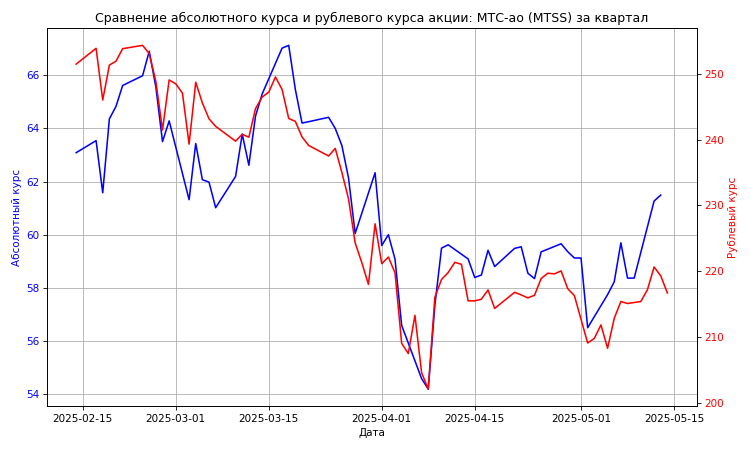 Сравнение абсолютного курса и рублевого курса акции: МТС-ао (MTSS) за квартал
Абсолютный курс
66
64
62
60
58
56
54
250
240
230
220
210
200
Рублевый курс
2025-02-15 2025-03-01 2025-03-15 2025-04-01 2025-04-15 2025-05-01 2025-05-15
Дата